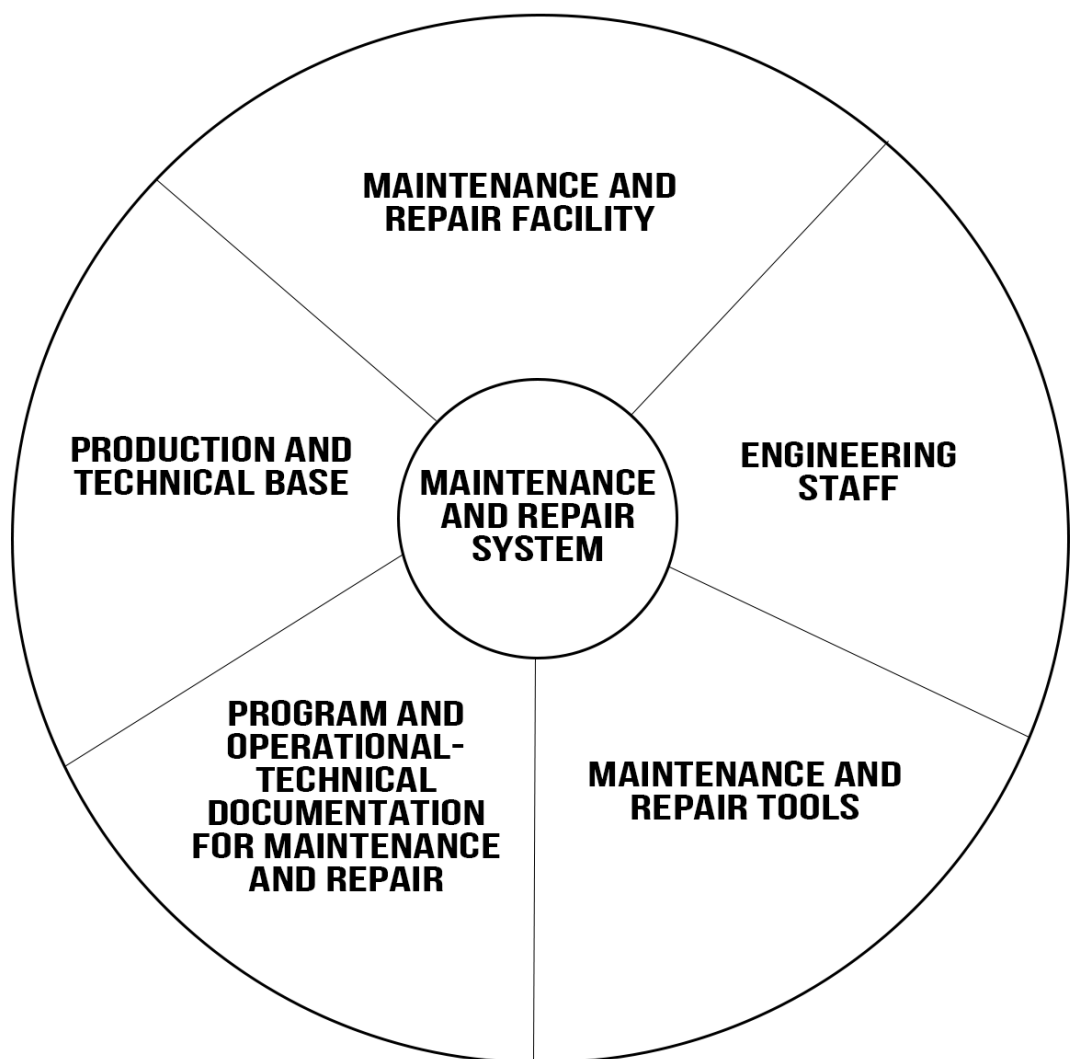 MAINTENANCE AND
REPAIR FACILITY
PRODUCTION AND
TECHNICAL BASE
MAINTENANCE
AND REPAIR
SYSTEM
ENGINEERING
STAFF
PROGRAM AND
OPERATIONAL-
TECHNICAL
DOCUMENTATION
FOR MAINTENANCE
AND REPAIR
MAINTENANCE AND
REPAIR TOOLS